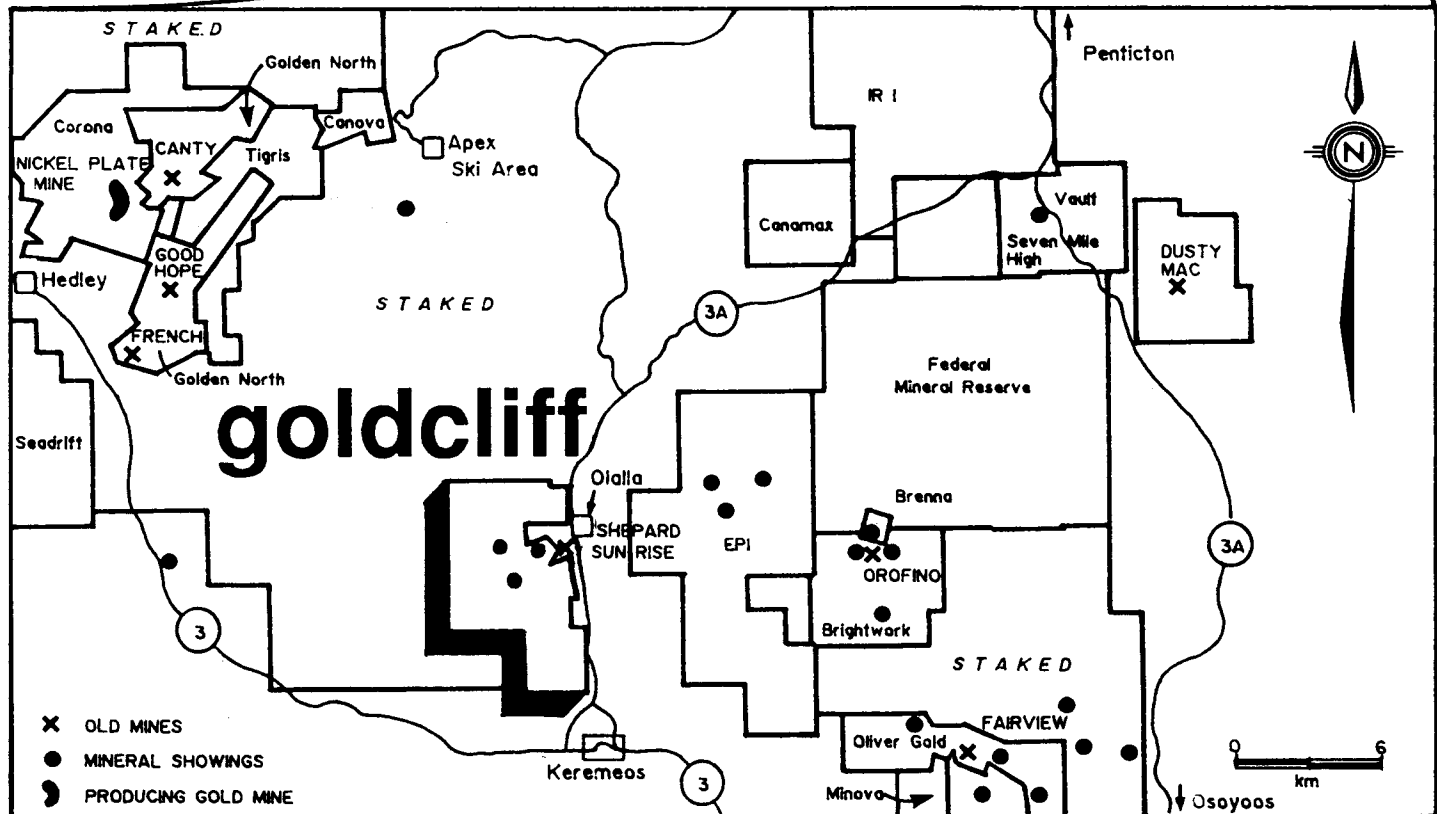 STAKED
Penticton
Golden North
IR I
Corona
Canova
CANTY
Apex
Ski Area
Tigris
NICKEL PLATE
MINE
N
Vault
Canamax
Seven Mile
High
DUSTY
MAC
GOOD
HOPE
Hedley
STAKED
3A
FRENCH
Golden North
Federal
Mineral Reserve
goldcliff
Seadrift
Olalla
Brenna
SHEPARD
SUNRISE
EPI
3A
OROFINO
3
Brightwork
STAKED
OLD MINES
FAIRVIEW
Oliver Gold
MINERAL SHOWINGS
Keremeos
0 6
km
3
PRODUCING GOLD MINE
Minova
Osoyoos